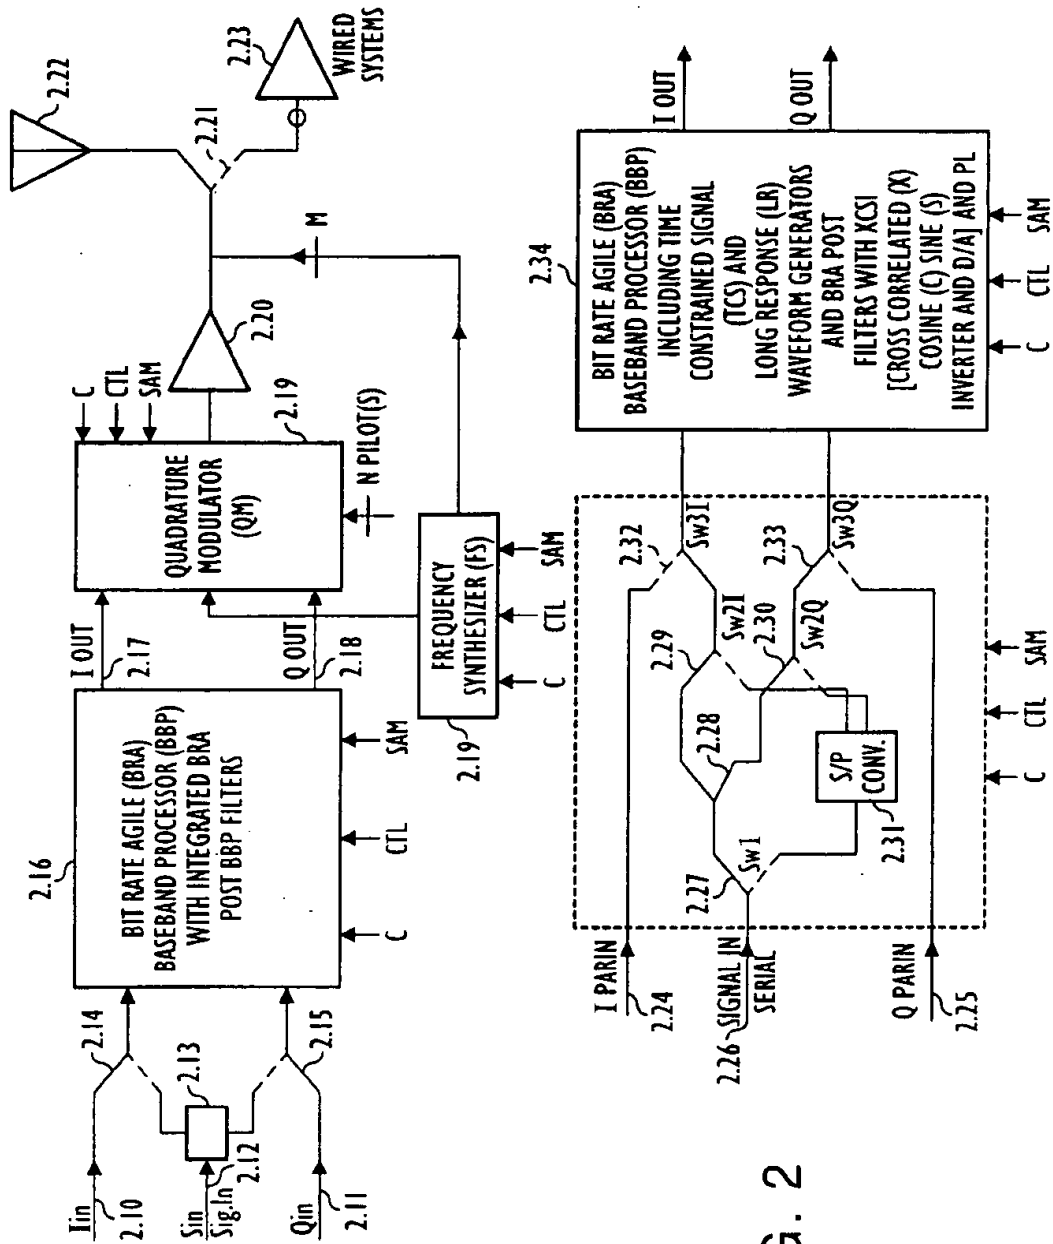 Iin
2.10
Sin
Sig.In
2.12
Qin
2.11
2.13
2.14
2.15
2.16
BIT RATE AGILE (BRA)
BASEBAND PROCESSOR (BBP)
WITH INTEGRATED BRA
POST BBP FILTERS
C
CTL
SAM
I OUT
2.17
Q OUT
2.18
QUADRATURE
MODULATOR
(QM)
C
CTL
SAM
2.19
N PILOT(S)
FREQUENCY
SYNTHESIZER (FS)
2.19
C
CTL
SAM
2.20
M
2.21
2.22
2.23
WIRED
SYSTEMS
I PARIN
2.24
2.26
SIGNAL IN
SERIAL
Q PARIN
2.25
2.27
Sw1
2.28
2.29
Sw2I
2.30
Sw2Q
S/P
CONV.
2.31
2.32
Sw3I
2.33
Sw3Q
C
CTL
SAM
2.34
BIT RATE AGILE (BRA)
BASEBAND PROCESSOR (BBP)
INCLUDING TIME
CONSTRAINED SIGNAL
(TCS) AND
LONG RESPONSE (LR)
WAVEFORM GENERATORS
AND BRA POST
FILTERS WITH XCSI
[CROSS CORRELATED (X)
COSINE (C) SINE (S)
INVERTER AND D/A] AND PL
C
CTL
SAM
I OUT
Q OUT
G. 2